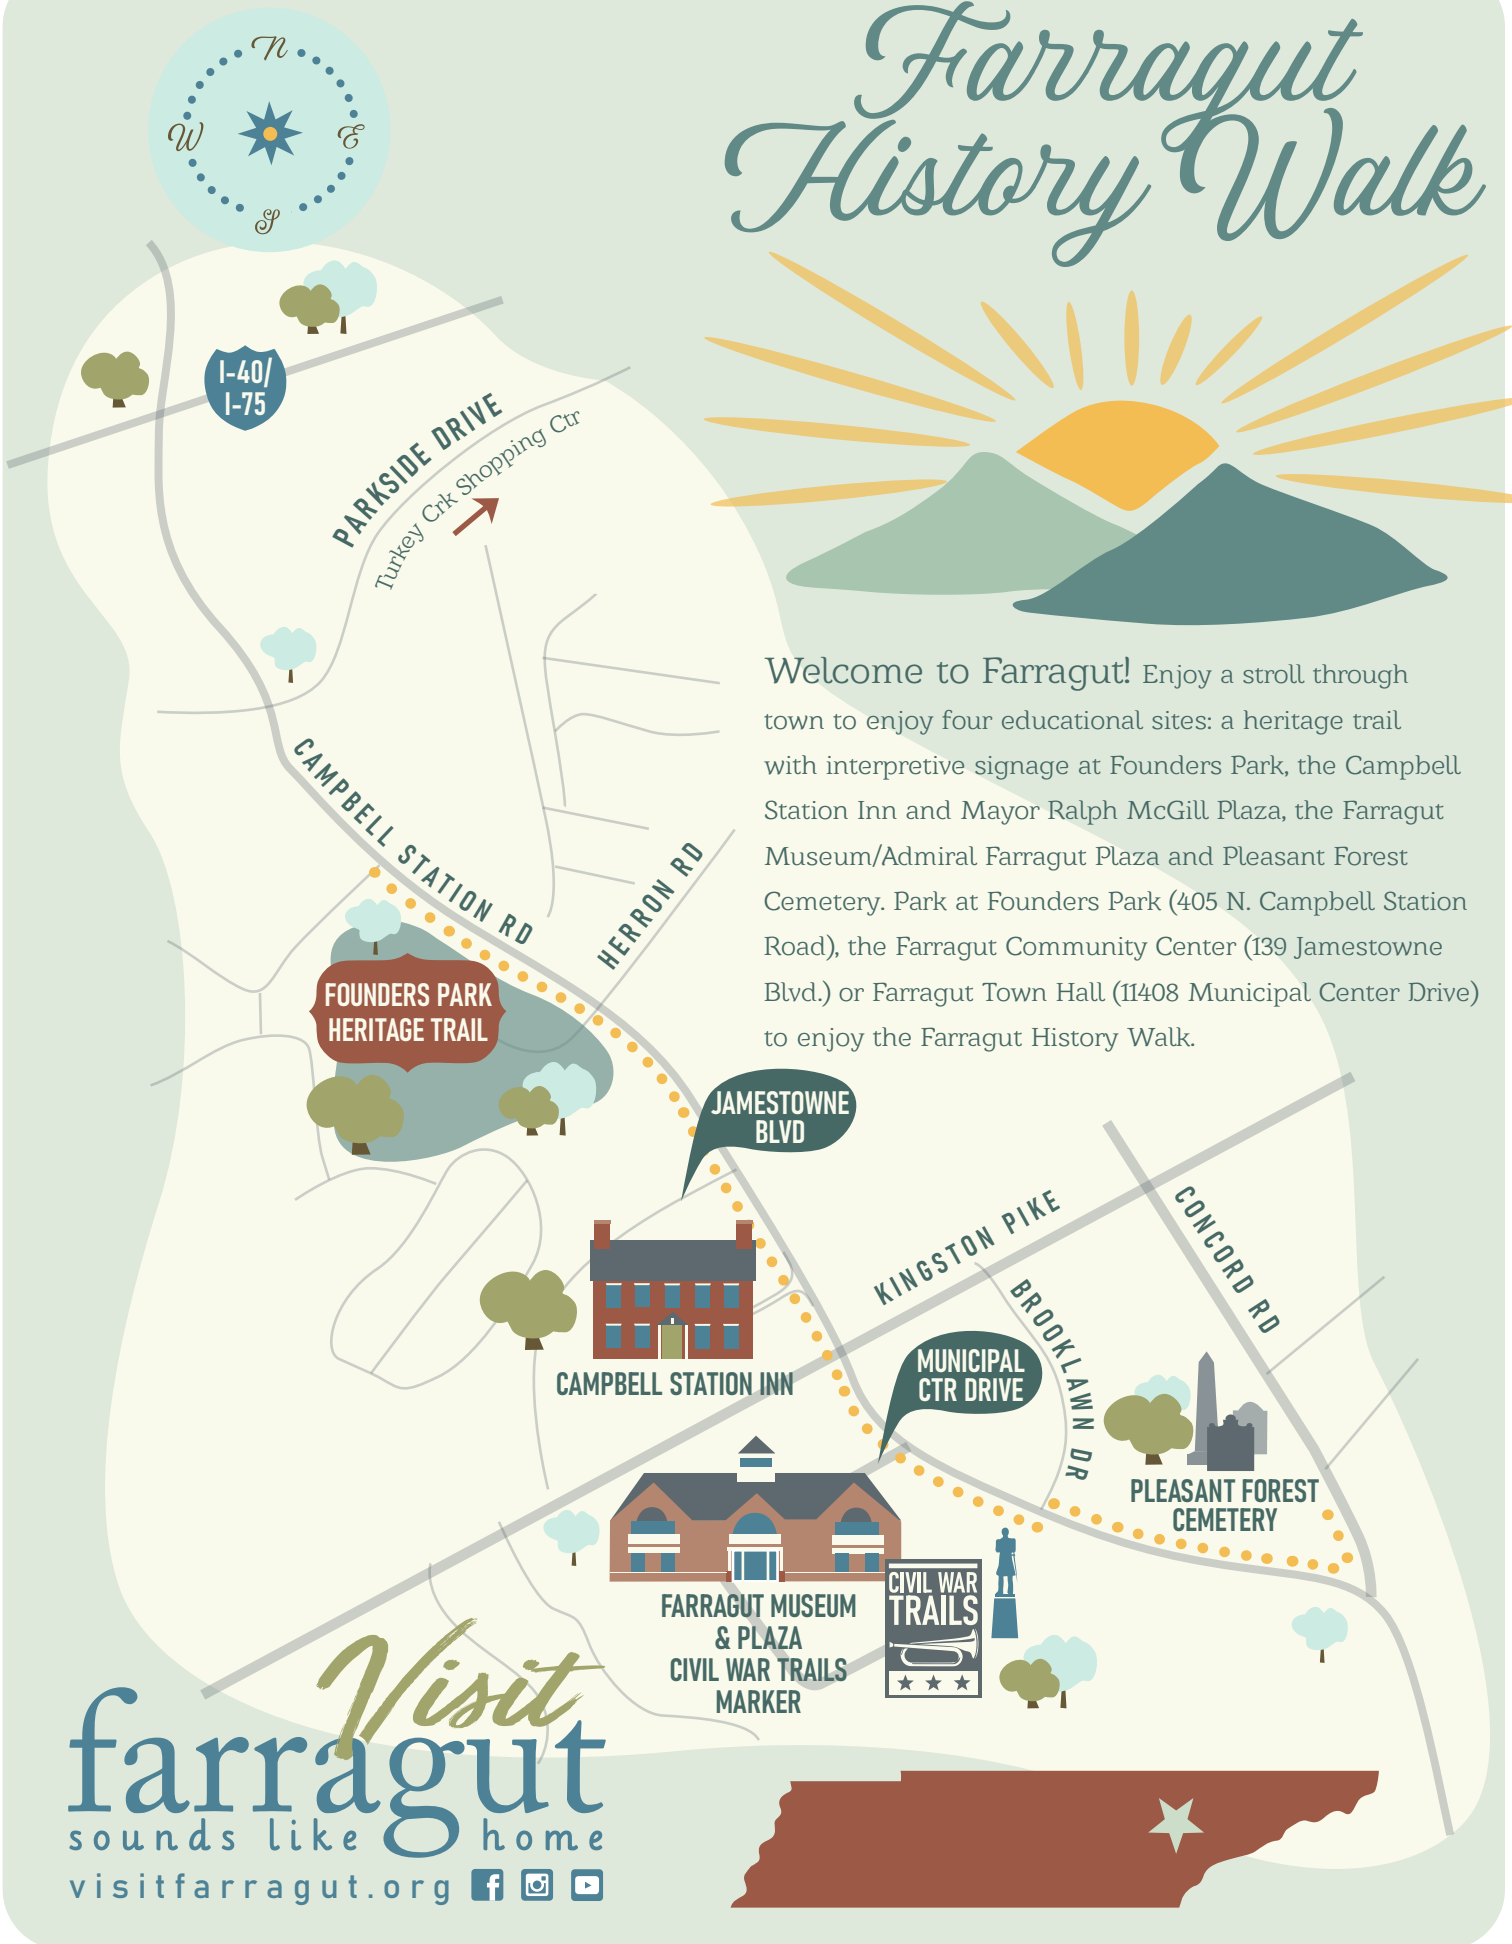 Farragut
History Walk
N
W
E
S
I-40/
I-75
PARKSIDE DRIVE
Turkey Crk Shopping Ctr
Welcome to Farragut! Enjoy a stroll through
town to enjoy four educational sites: a heritage trail
with interpretive signage at Founders Park, the Campbell
Station Inn and Mayor Ralph McGill Plaza, the Farragut
Museum/Admiral Farragut Plaza and Pleasant Forest
Cemetery. Park at Founders Park (405 N. Campbell Station
Road), the Farragut Community Center (139 Jamestowne
Blvd.) or Farragut Town Hall (11408 Municipal Center Drive)
to enjoy the Farragut History Walk.
CAMPBELL STATION RD
HERRON RD
FOUNDERS PARK
HERITAGE TRAIL
JAMESTOWNE
BLVD
KINGSTON PIKE
CONCORD RD
BROOKLAWN DR
CAMPBELL STATION INN
MUNICIPAL
CTR DRIVE
PLEASANT FOREST
CEMETERY
FARRAGUT MUSEUM
& PLAZA
CIVIL WAR TRAILS
MARKER
CIVIL WAR
TRAILS
Visit
farragut
sounds like home
visitfarragut.org